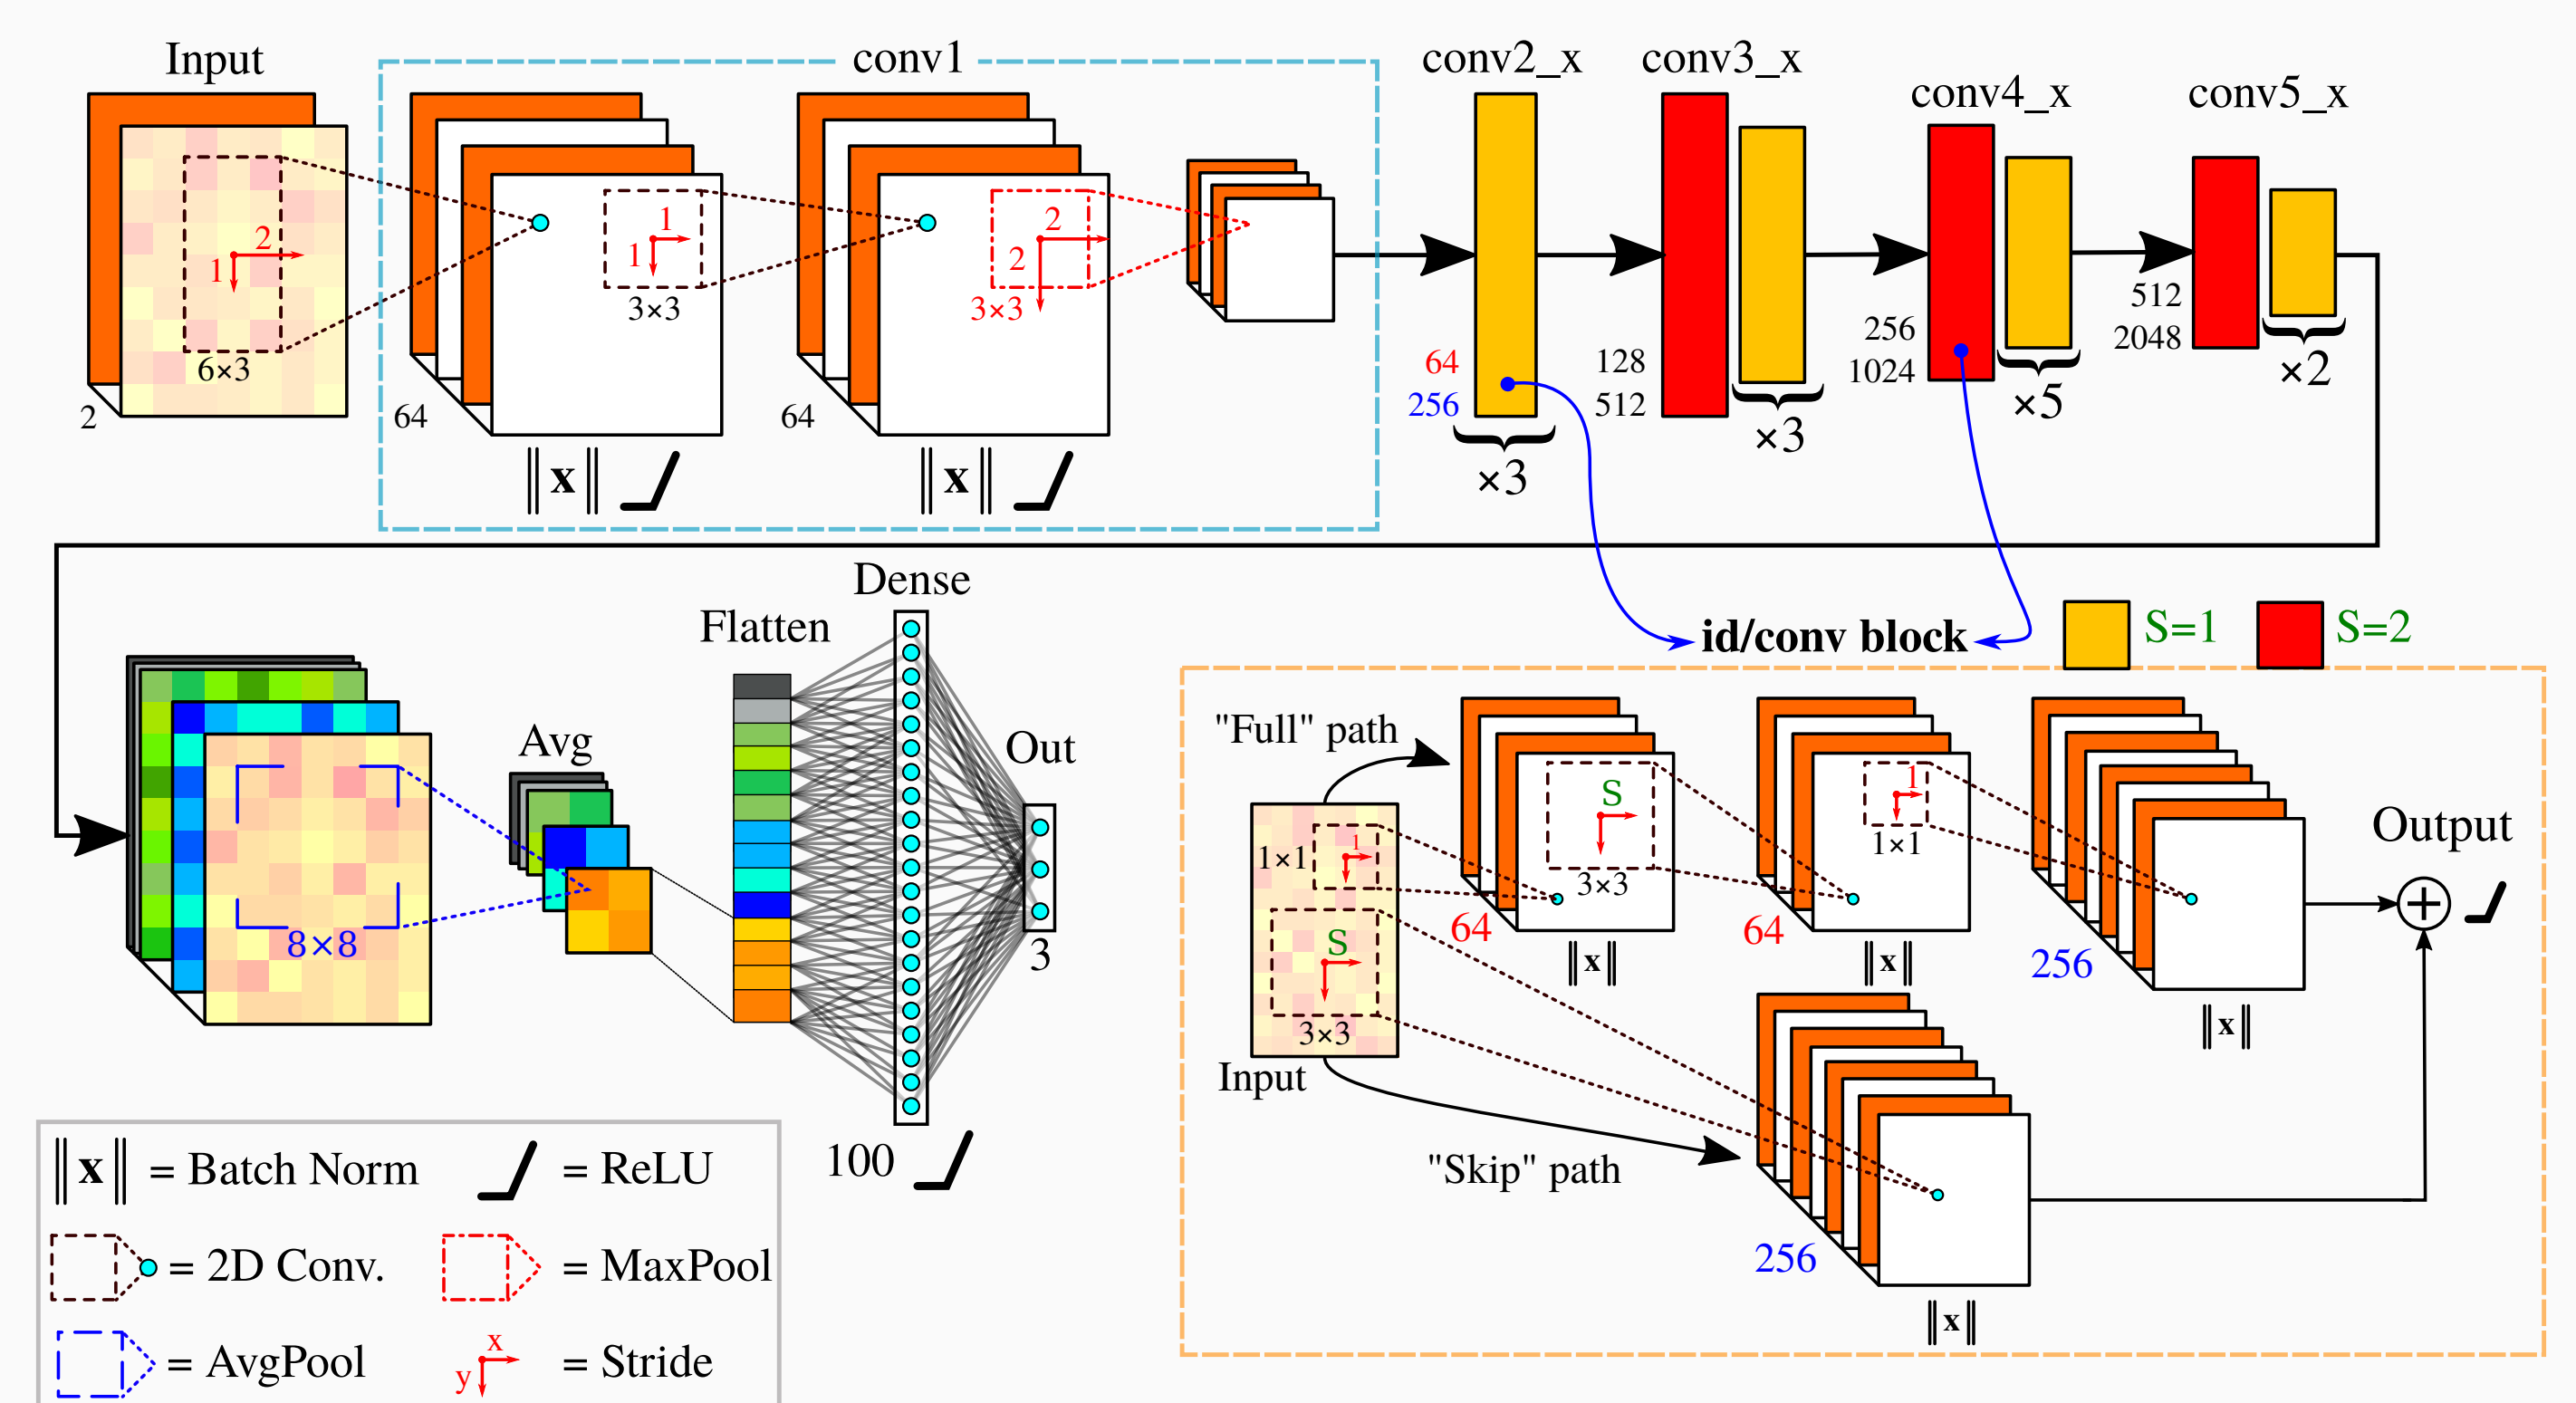 Input
conv1
conv2_x
conv3_x
conv4_x
conv5_x
2
1
6×3
2
1
1
3×3
64
‖x‖
2
2
3×3
64
‖x‖
64
256
×3
128
512
×3
256
1024
×5
512
2048
×2
8×8
Avg
Flatten
Dense
100
Out
3
id/conv block
S=1
S=2
"Full" path
1×1
1
S
3×3
Input
"Skip" path
S
3×3
64
‖x‖
1
1×1
64
‖x‖
256
‖x‖
256
‖x‖
Output
+
‖x‖ = Batch Norm
= ReLU
= 2D Conv.
= MaxPool
= AvgPool
x
y
= Stride